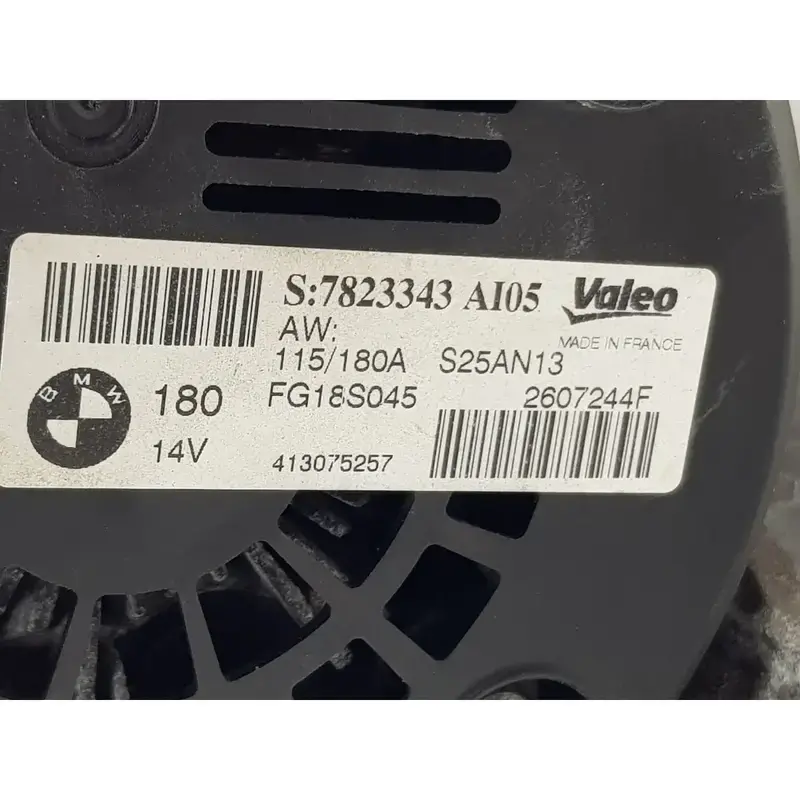 S:7823343 AI05 Valeo
AW: MADE IN FRANCE
115/180A S25AN13
BMW 180 FG18S045 2607244F
14V 413075257